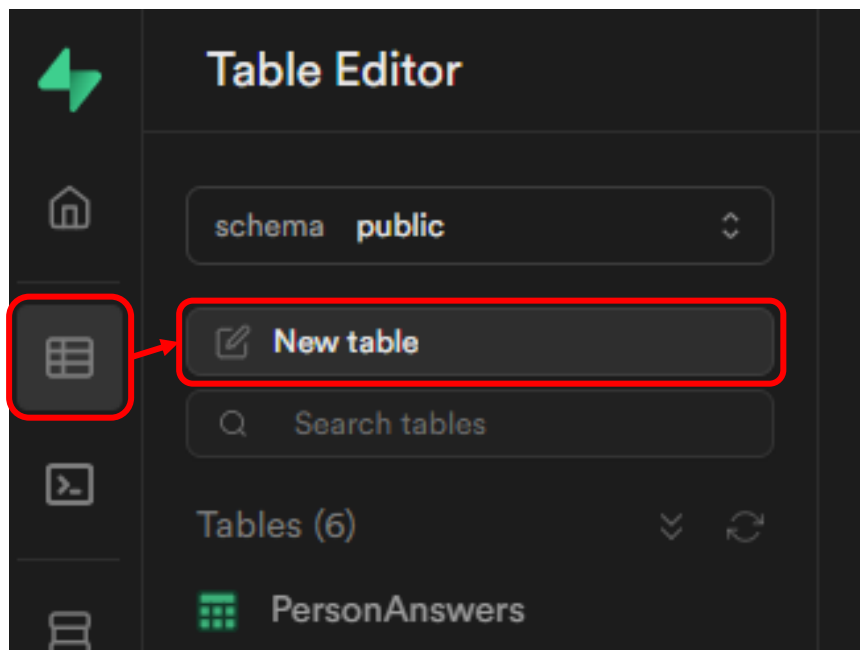 Table Editor
schema public
New table
Search tables
Tables (6)
PersonAnswers